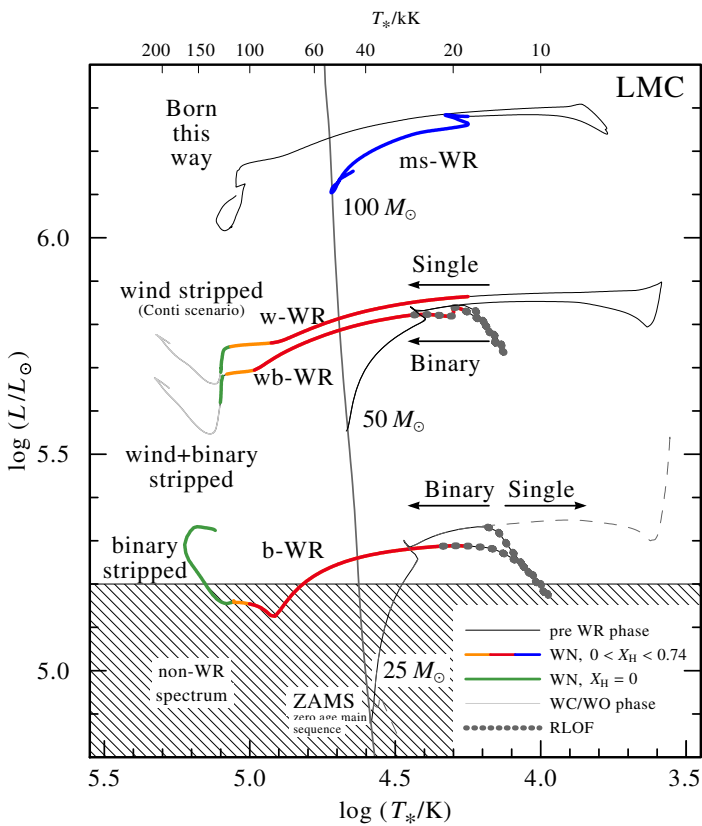 T*/kK
200 150 100 80 60 40 20 10
LMC
Born
this
way
ms-WR
100 M⊙
6.0
Single
wind stripped
(Conti scenario)
w-WR
wb-WR
Binary
50 M⊙
log (L/L⊙)
5.5
wind+binary
stripped
Binary Single
binary
stripped
b-WR
pre WR phase
WN, 0 < XH < 0.74
WN, XH = 0
WC/WO phase
RLOF
non-WR
spectrum
25 M⊙
5.0
ZAMS
zero age main
sequence
5.5 5.0 4.5 4.0 3.5
log (T*/K)